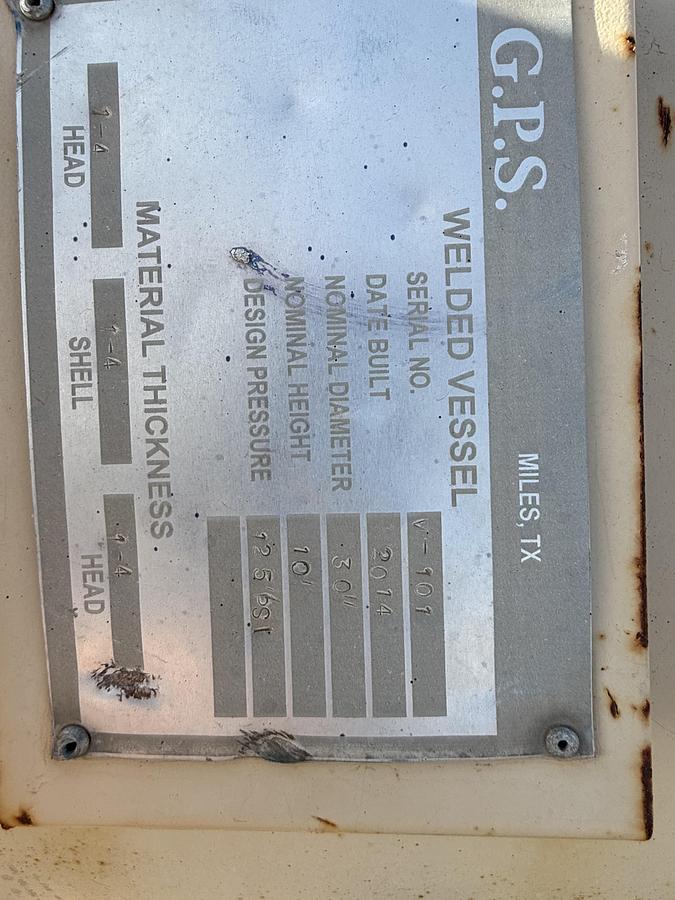 G.P.S. MILES, TX
WELDED VESSEL
SERIAL NO. V-101
DATE BUILT 2014
NOMINAL DIAMETER 30"
NOMINAL HEIGHT 10'
DESIGN PRESSURE 125 PSI
MATERIAL THICKNESS
1-4 1-4 1-4
HEAD SHELL HEAD